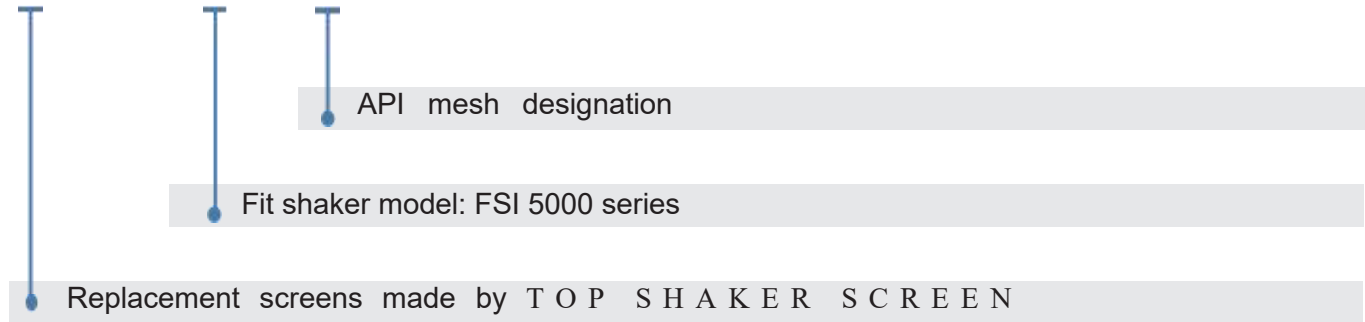 API mesh designation
Fit shaker model: FSI 5000 series
Replacement screens made by TOP SHAKER SCREEN